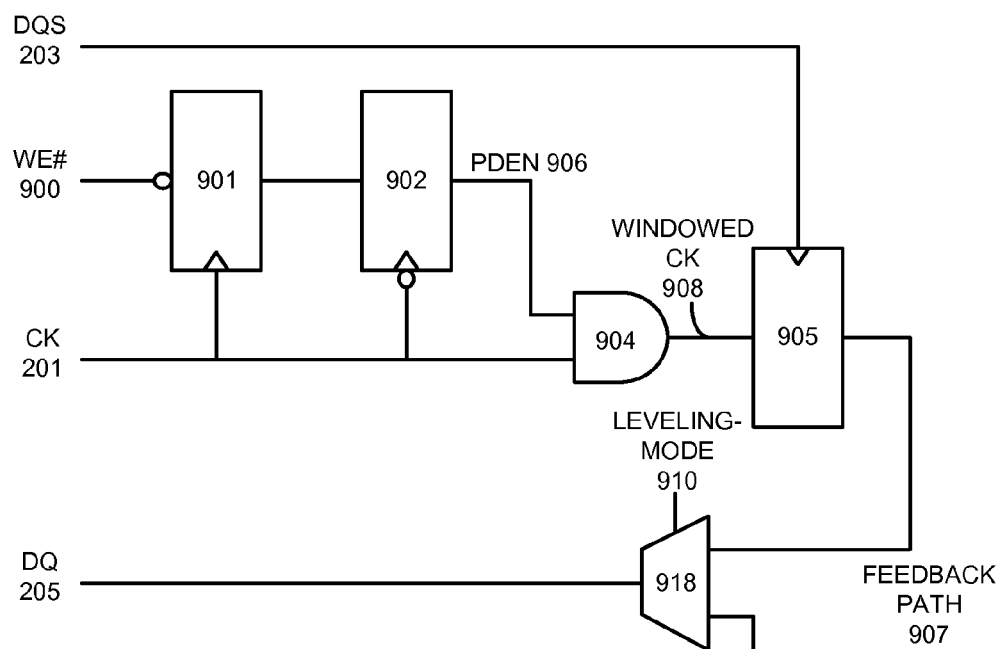 DQS
203
WE#
900
901
902
PDEN 906
WINDOWED
CK
908
CK
201
904
905
LEVELING-
MODE
910
DQ
205
918
FEEDBACK
PATH
907